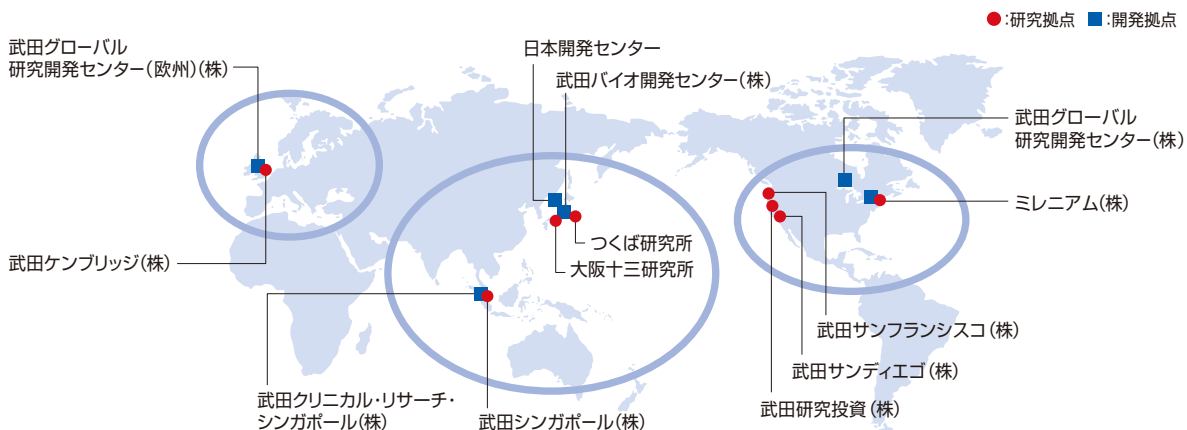 ●:研究拠点 ■:開発拠点
武田グローバル
研究開発センター(欧州)(株)
日本開発センター
武田バイオ開発センター(株)
武田グローバル
研究開発センター(株)
ミレニアム(株)
つくば研究所
大阪十三研究所
武田ケンブリッジ(株)
武田サンフランシスコ(株)
武田サンディエゴ(株)
武田研究投資(株)
武田クリニカル・リサーチ・
シンガポール(株)
武田シンガポール(株)